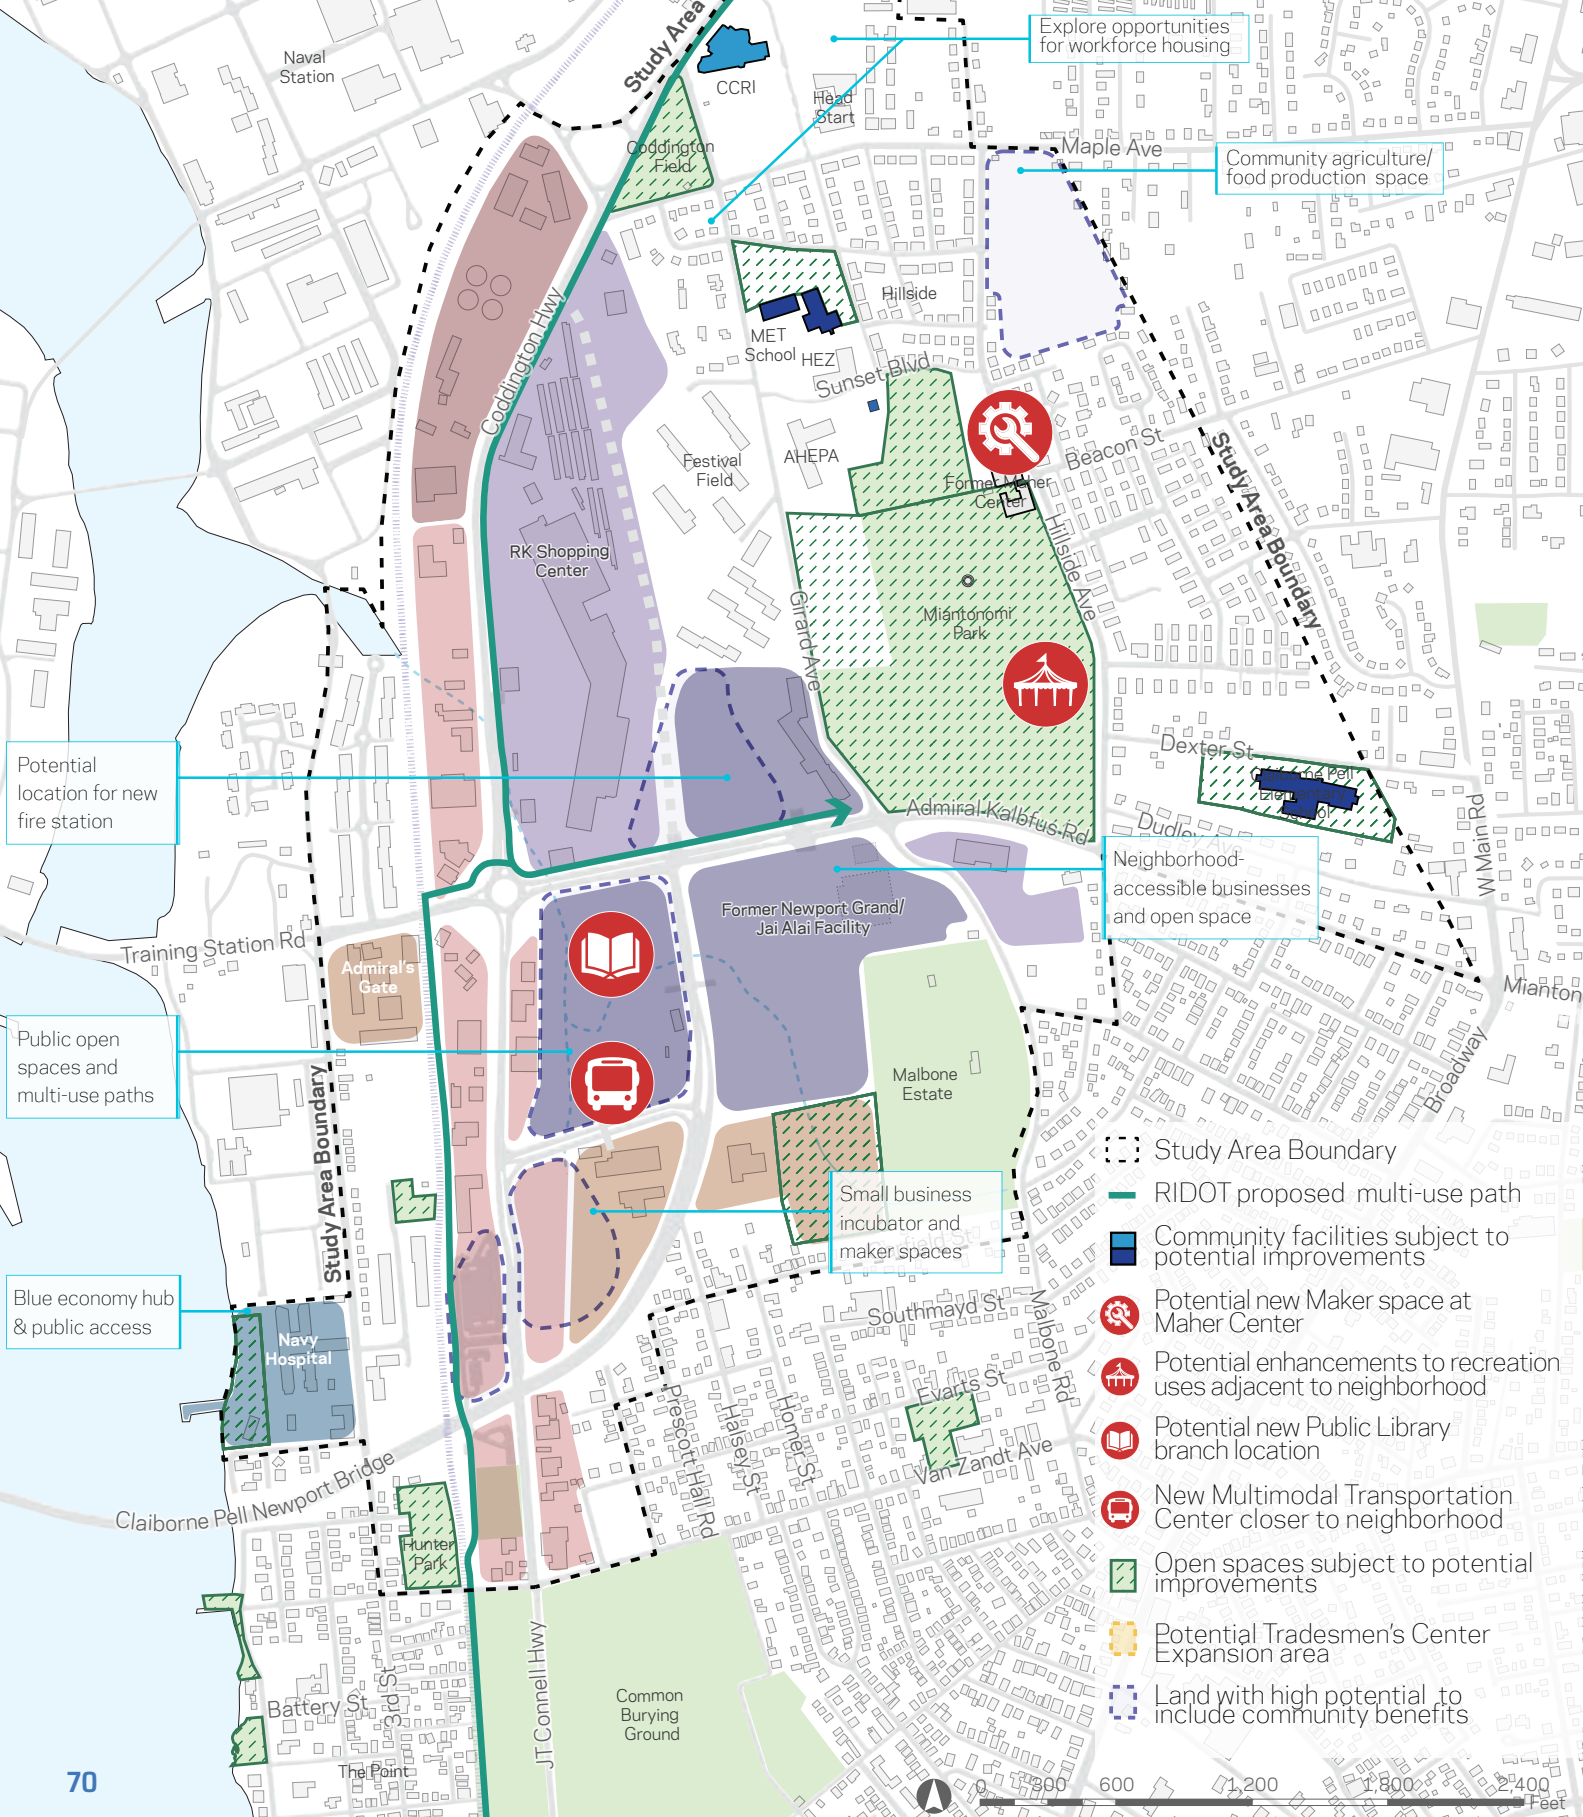 Naval
Station
Study Area
CCRI
Explore opportunities
for workforce housing
Head
Start
Coddington
Field
Maple Ave
Community agriculture/
food production space
Coddington Hwy
Hillside
MET
School
HEZ
Sunset Blvd
AHEPA
Festival
Field
Former Maher
Center
Beacon St
Study Area Boundary
Hillside Ave
RK Shopping
Center
Girard Ave
Miantonomi
Park
Potential
location for new
fire station
Dexter St
Claiborne Pell
Elementary
School
Admiral Kalbfus Rd
Dudley Ave
W Main Rd
Neighborhood-
accessible businesses
and open space
Former Newport Grand/
Jai Alai Facility
Training Station Rd
Admiral's
Gate
Mianton
Public open
spaces and
multi-use paths
Malbone
Estate
Broadway
Study Area Boundary
Small business
incubator and
maker spaces
field St
Blue economy hub
& public access
Navy
Hospital
Southmayd St
Malbone Rd
Evarts St
Prescott Hall Rd
Halsey St
Homer St
Van Zandt Ave
Claiborne Pell Newport Bridge
Hunter
Park
JT Connell Hwy
3rd St
Battery St
The Point
Common
Burying
Ground
Study Area Boundary
RIDOT proposed multi-use path
Community facilities subject to
potential improvements
Potential new Maker space at
Maher Center
Potential enhancements to recreation
uses adjacent to neighborhood
Potential new Public Library
branch location
New Multimodal Transportation
Center closer to neighborhood
Open spaces subject to potential
improvements
Potential Tradesmen's Center
Expansion area
Land with high potential to
include community benefits
70
0 300 600 1,200 1,800 2,400
Feet